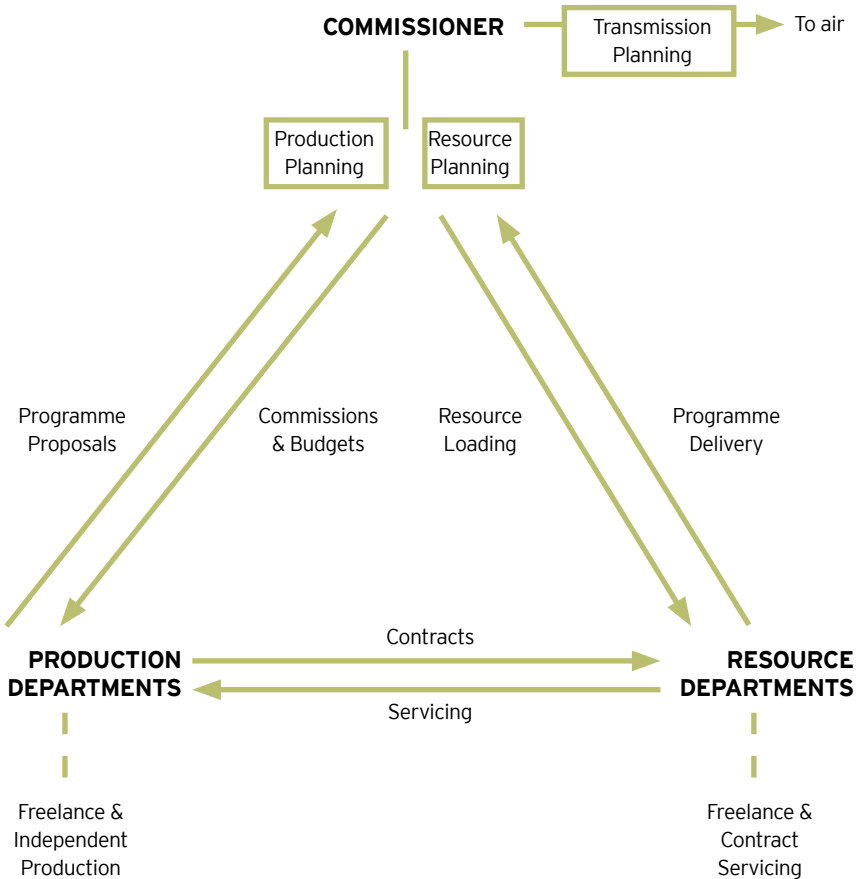 COMMISSIONER
Transmission
Planning
To air
Production
Planning
Resource
Planning
Programme
Proposals
Commissions
& Budgets
Resource
Loading
Programme
Delivery
Contracts
PRODUCTION
DEPARTMENTS
RESOURCE
DEPARTMENTS
Servicing
Freelance &
Independent
Production
Freelance &
Contract
Servicing